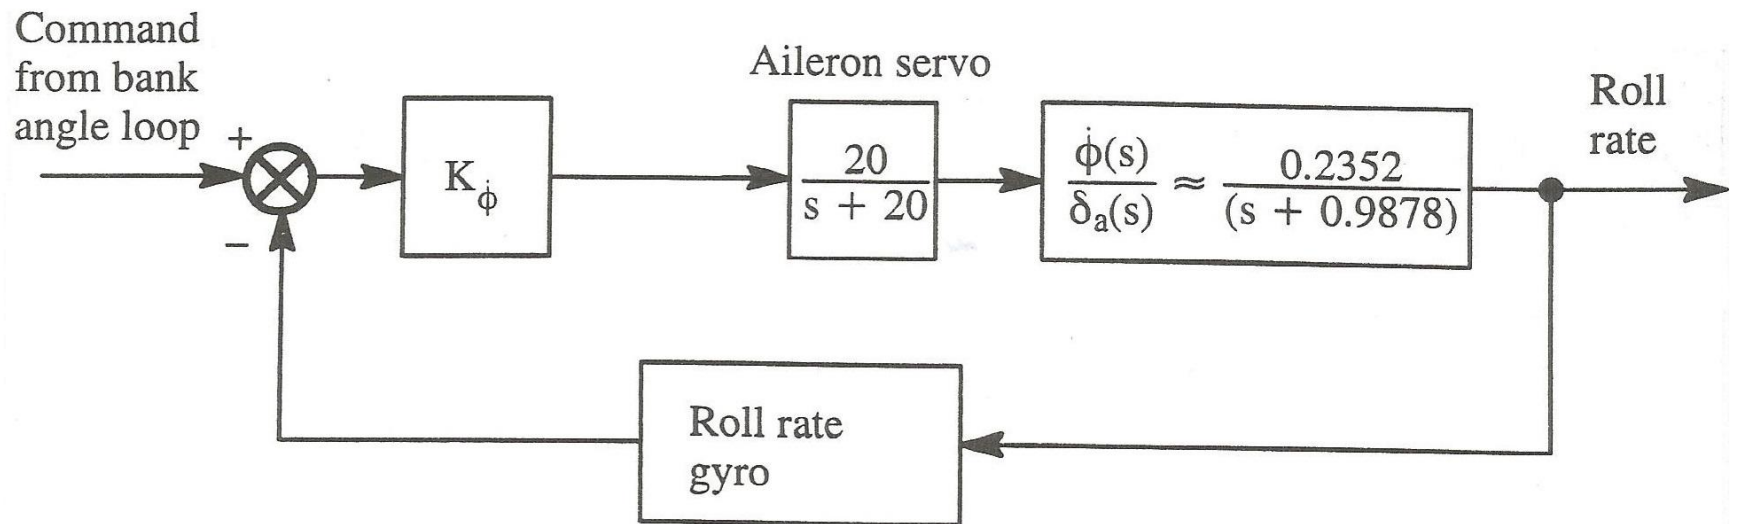 Command
from bank
angle loop
+
−
K_φ̇
Aileron servo
20
s + 20
φ̇(s)
δₐ(s)
≈
0.2352
(s + 0.9878)
Roll
rate
Roll rate
gyro